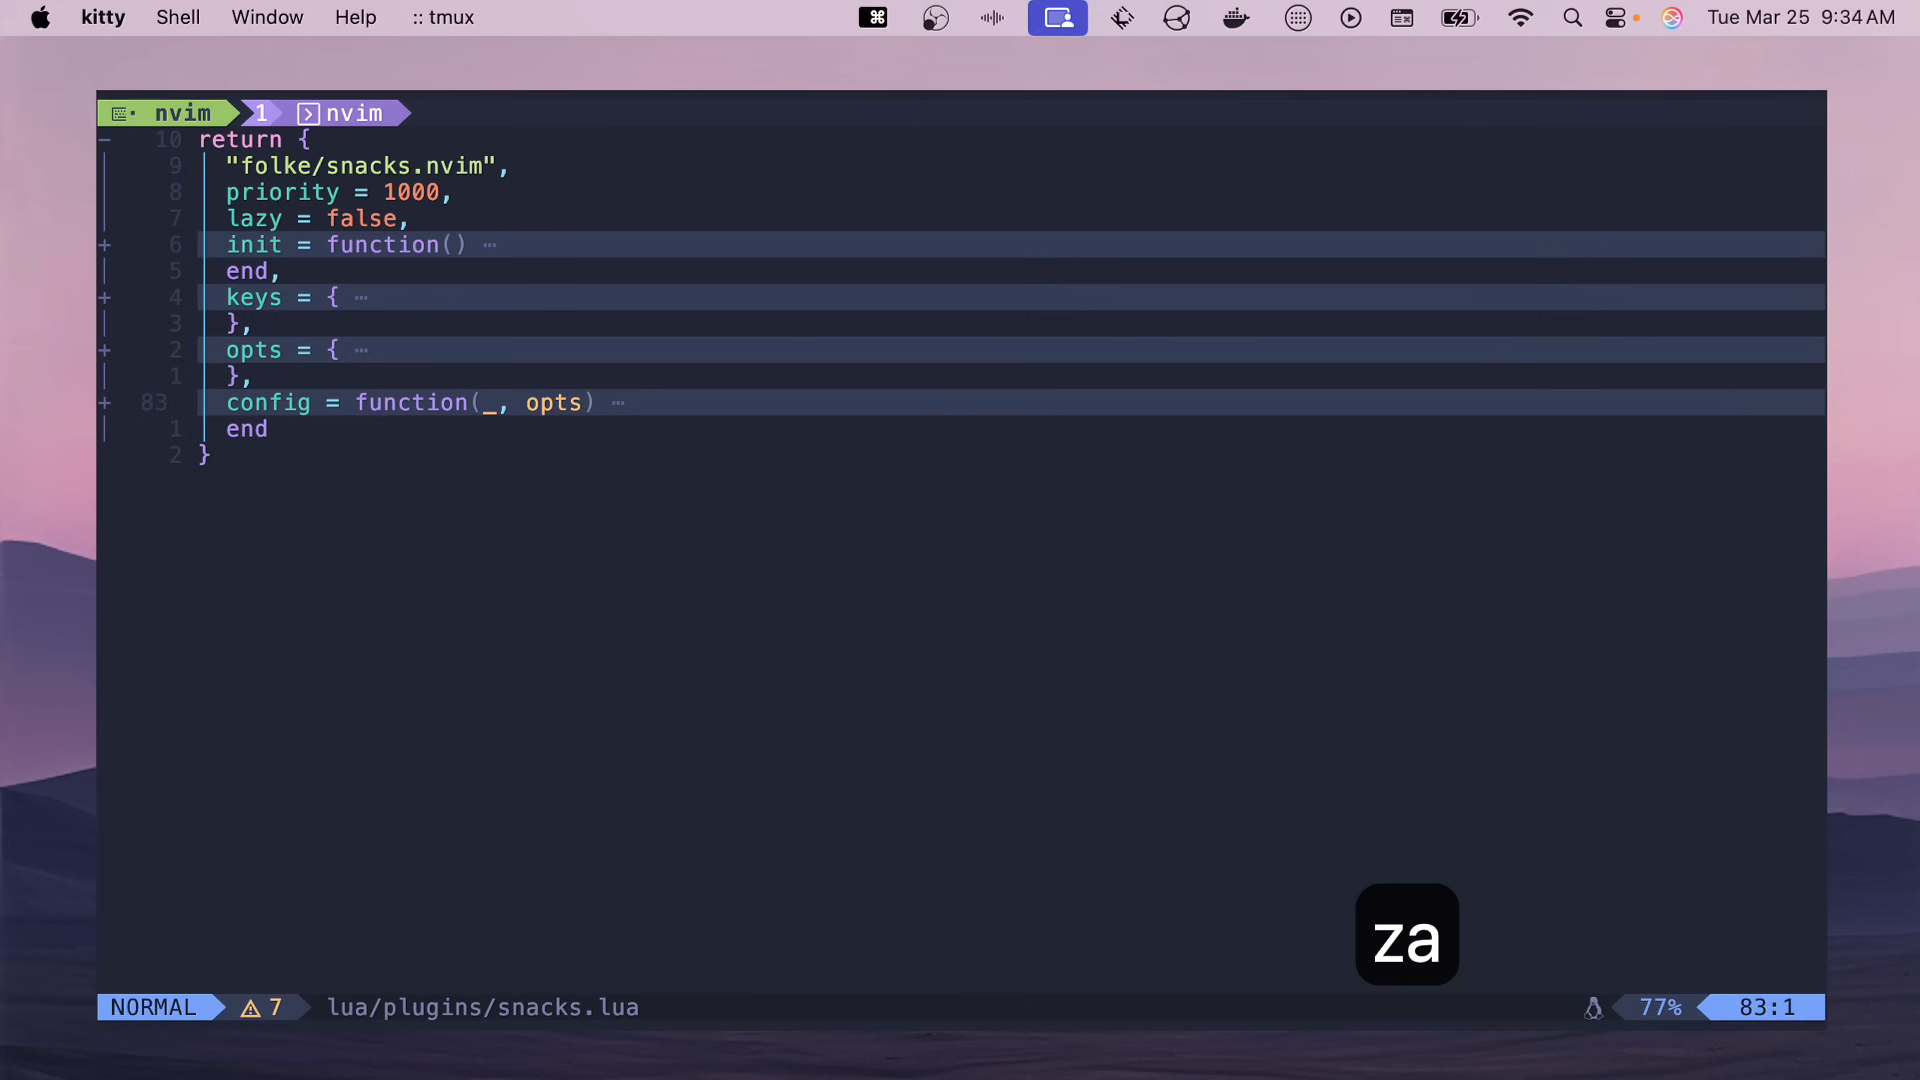 kitty Shell Window Help :: tmux Tue Mar 25 9:34 AM
nvim 1 nvim
10 return {
9 "folke/snacks.nvim",
8 priority = 1000,
7 lazy = false,
+ 6 init = function() ⋯
5 end,
+ 4 keys = { ⋯
3 },
+ 2 opts = { ⋯
1 },
+ 83 config = function(_, opts) ⋯
1 end
2 }
za
NORMAL ⚠ 7 lua/plugins/snacks.lua 77% 83:1